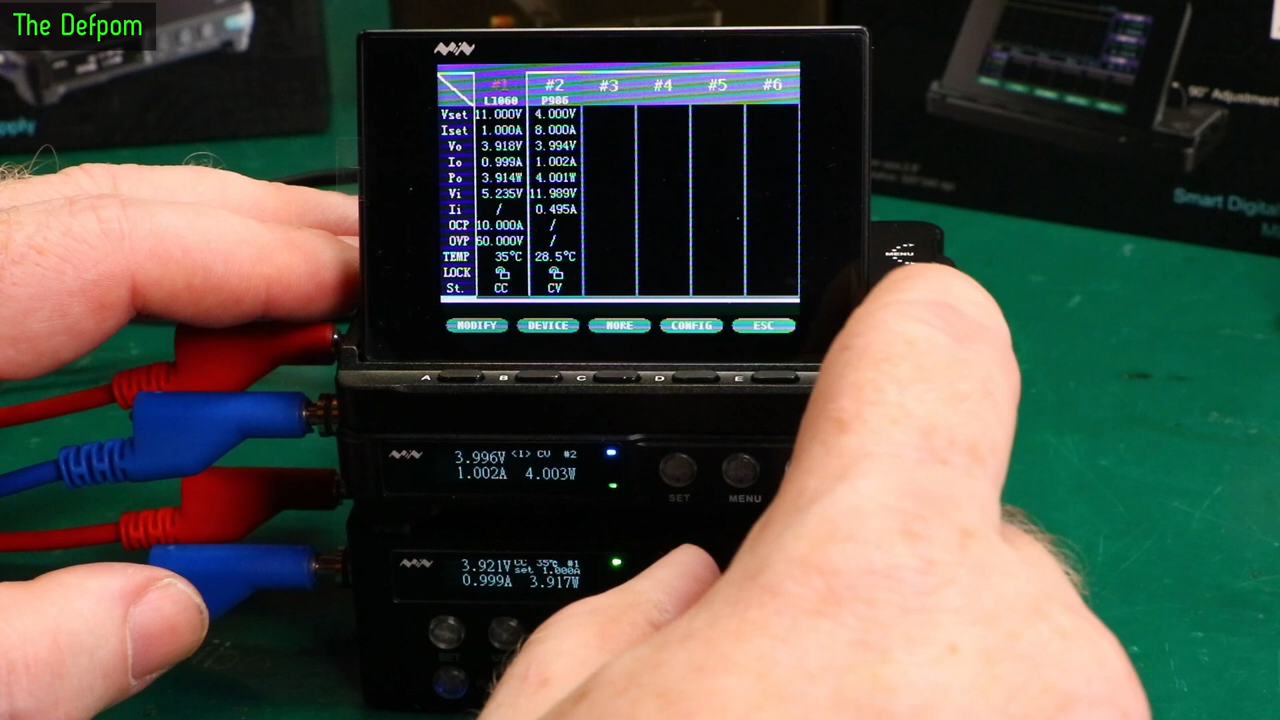 The Defpom
#1 #2 #3 #4 #5 #6
L1060 P906
Vset 11.000V 4.000V
Iset 1.000A 8.000A
Vo 3.918V 3.994V
Io 0.999A 1.002A
Po 3.914W 4.001W
Vi 5.235V 11.989V
Ii / 0.495A
OCP 10.000A /
OVP 60.000V /
TEMP 35°C 28.5°C
LOCK
St. CC CV
MODIFY DEVICE MORE CONFIG ESC
A B C D E
MENU
3.996V <I> CV #2
1.002A 4.003W
SET MENU
3.921V CC 35°C #1
set 1.000A
0.999A 3.917W
90° Adjustment
Smart Digital